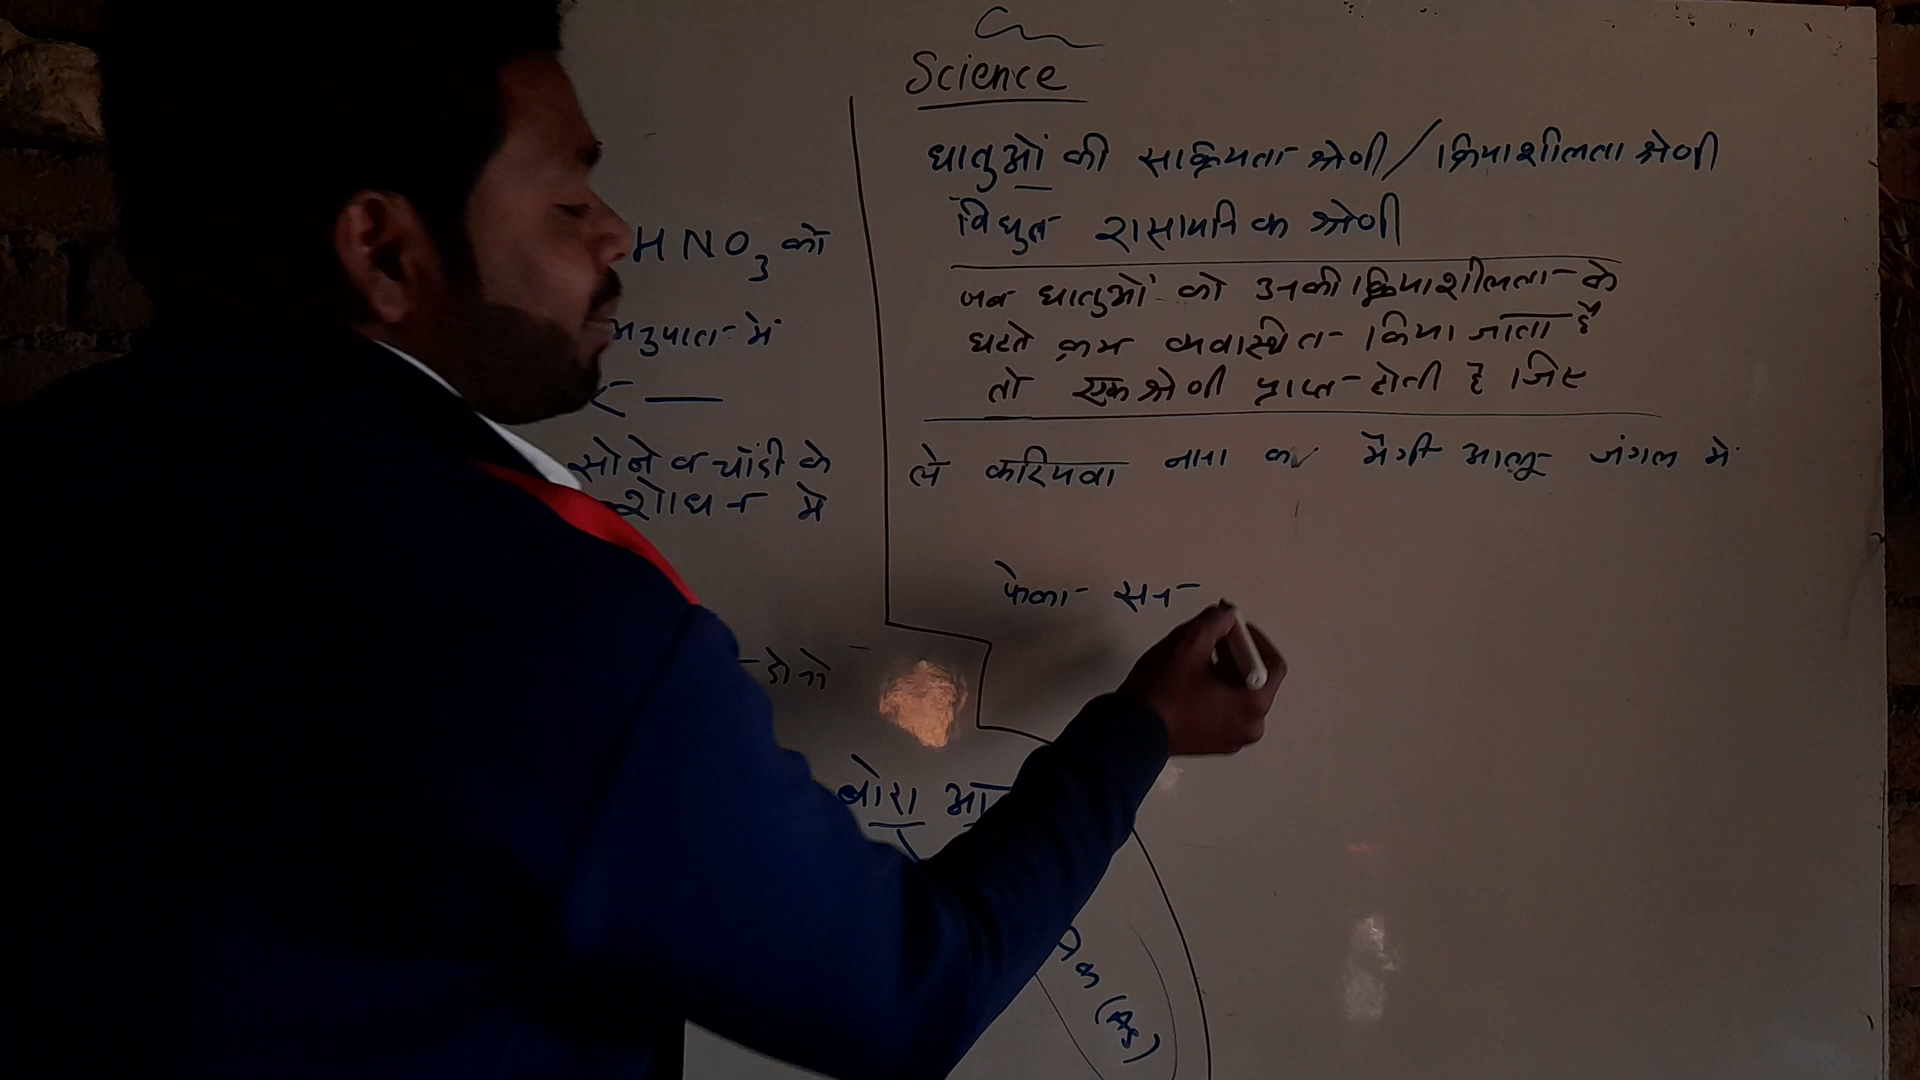 Science
धातुओं की सक्रियता श्रेणी / क्रियाशीलता श्रेणी
विधुत रासायनिक श्रेणी
जब धातुओं को उनकी क्रियाशीलता के
घटते क्रम व्यवास्थित किया जाता है
तो एक श्रेणी प्राप्त होती है जिए
ले करियवा नाना का मैगी आलू जंगल में
फेका सन
HNO3 को
अनुपात में
सोने व चाँदी के
शोधन में
बोरा